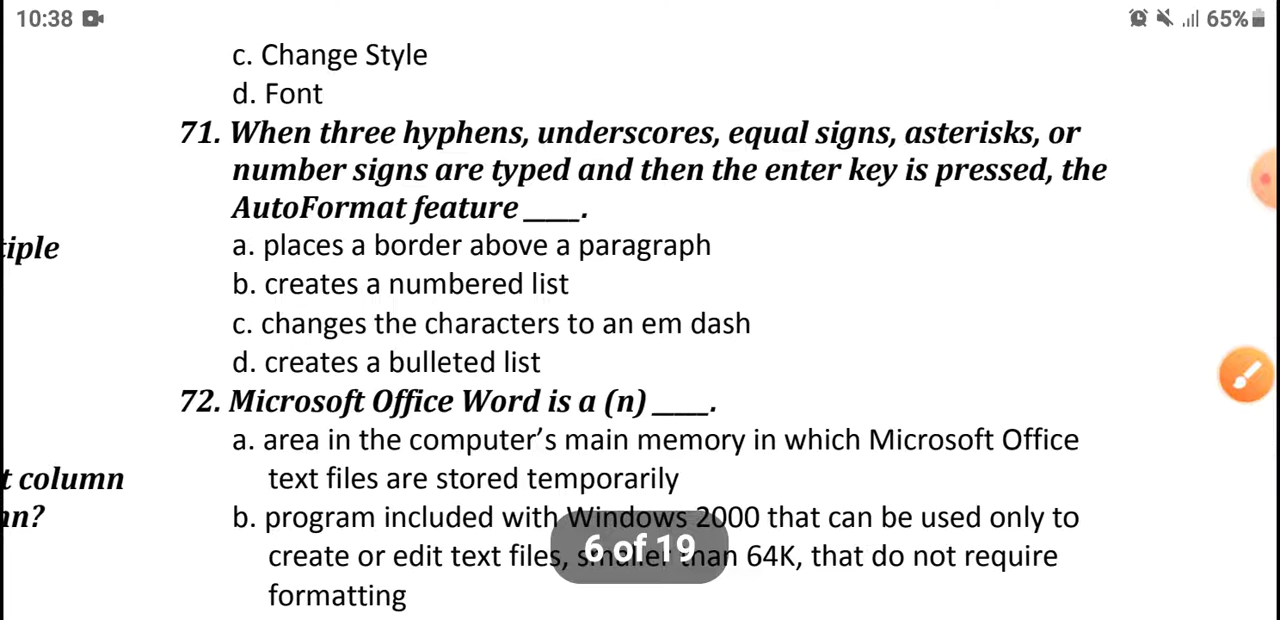 10:38
65%
c. Change Style
d. Font
71. When three hyphens, underscores, equal signs, asterisks, or
number signs are typed and then the enter key is pressed, the
AutoFormat feature ____.
tiple
a. places a border above a paragraph
b. creates a numbered list
c. changes the characters to an em dash
d. creates a bulleted list
72. Microsoft Office Word is a (n) ____.
a. area in the computer’s main memory in which Microsoft Office
t column
text files are stored temporarily
nn?
b. program included with Windows 2000 that can be used only to
create or edit text files, smaller than 64K, that do not require
6 of 19
formatting